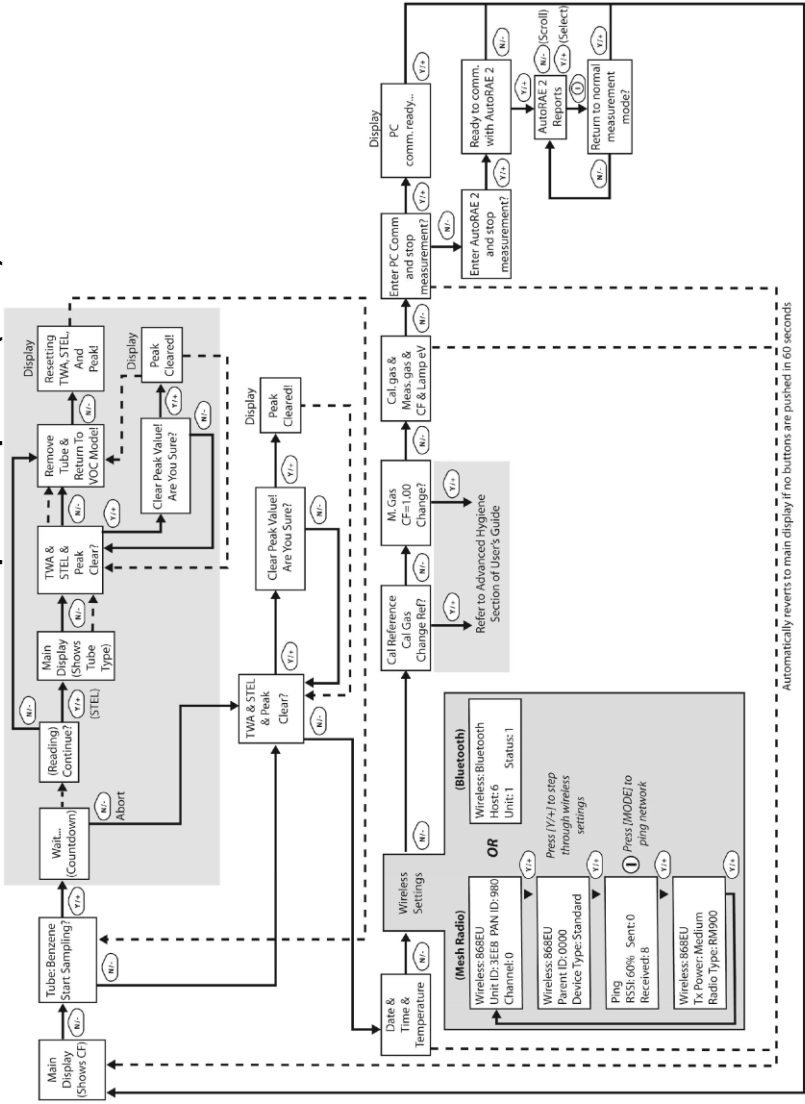 Main
Display
(Shows CF)
N/-
Tube: Benzene
Start Sampling?
Y/+
N/-
Wait...
(Countdown)
N/-
Abort
(Reading)
Continue?
N/-
Y/+
(STEL)
Main
Display
(Shows
Tube
Type)
N/-
TWA &
STEL &
Peak
Clear?
N/-
Y/+
Remove
Tube &
Return To
VOC Mode!
N/-
Display
Resetting
TWA, STEL,
And
Peak!
Clear Peak Value!
Are You Sure?
Y/+
N/-
Display
Peak
Cleared!
TWA & STEL
& Peak
Clear?
Y/+
N/-
Clear Peak Value!
Are You Sure?
Y/+
N/-
Display
Peak
Cleared!
Date &
Time &
Temperature
N/-
Wireless
Settings
N/-
(Mesh Radio)
Wireless: 868EU
Unit ID: 3EE8 PAN ID: 980
Channel: 0
Y/+
Wireless: 868EU
Parent ID: 0000
Device Type: Standard
Y/+
Ping
RSSI: 60% Sent: 0
Received: 8
Y/+
Wireless: 868EU
Tx Power: Medium
Radio Type: RM900
Y/+
OR
(Bluetooth)
Wireless: Bluetooth
Host: 6
Unit: 1 Status: 1
Press [Y/+] to step
through wireless
settings
Press [MODE] to
ping network
Cal Reference
Cal Gas
Change Ref?
N/-
Y/+
M. Gas
CF=1.00
Change?
N/-
Y/+
Refer to Advanced Hygiene
Section of User's Guide
Cal. gas &
Meas. gas &
CF & Lamp eV
N/-
Enter PC Comm
and stop
measurement?
Y/+
N/-
Display
PC
comm. ready...
Y/+
Enter AutoRAE 2
and stop
measurement?
Y/+
Ready to comm.
with AutoRAE 2
N/-
Y/+
AutoRAE 2
Reports
N/- (Scroll)
Y/+ (Select)
Return to normal
measurement
mode?
N/-
Y/+
Automatically reverts to main display if no buttons are pushed in 60 seconds